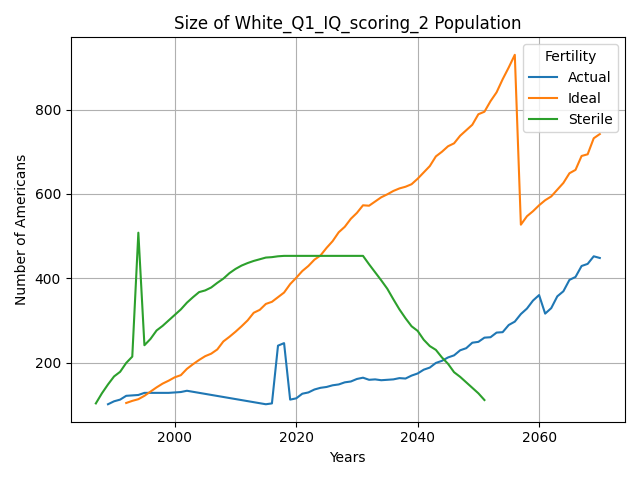 Size of White_Q1_IQ_scoring_2 Population
Fertility
Actual
Ideal
Sterile
Number of Americans
800
600
400
200
2000
2020
2040
2060
Years